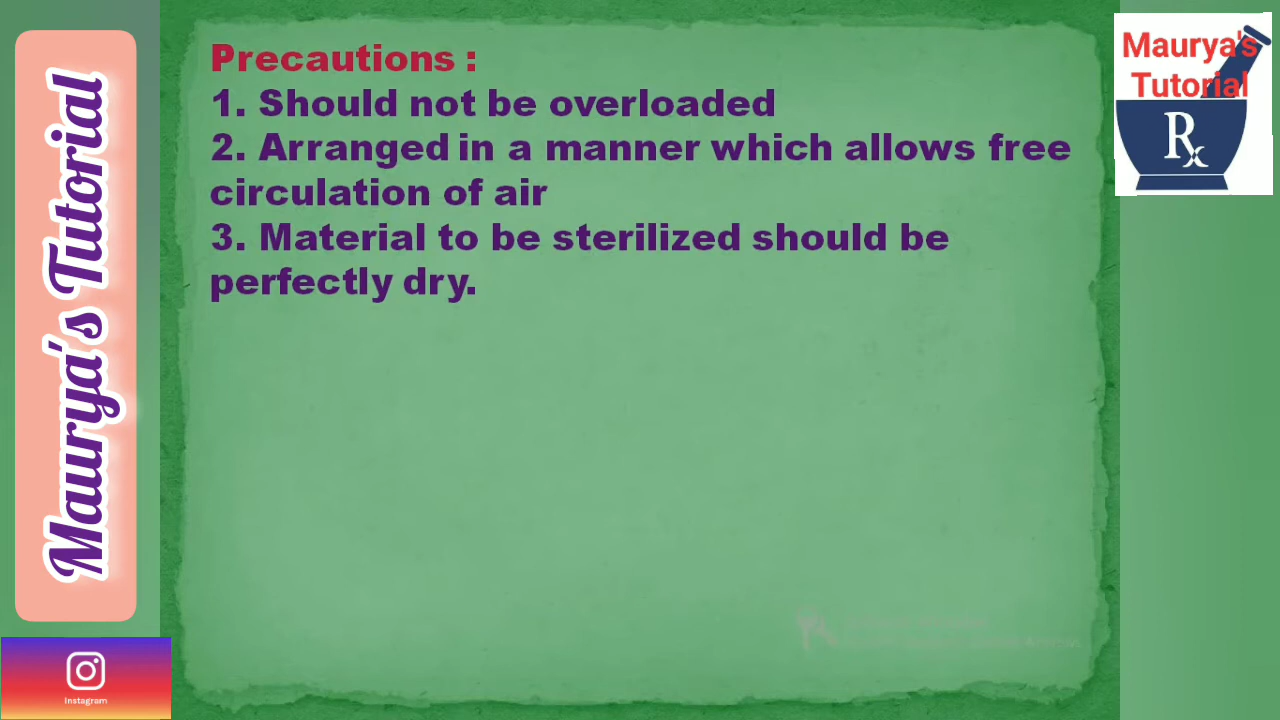 Precautions :
1. Should not be overloaded
2. Arranged in a manner which allows free
circulation of air
3. Material to be sterilized should be
perfectly dry.
Maurya's
Tutorial
Rx
Maurya's Tutorial
Instagram